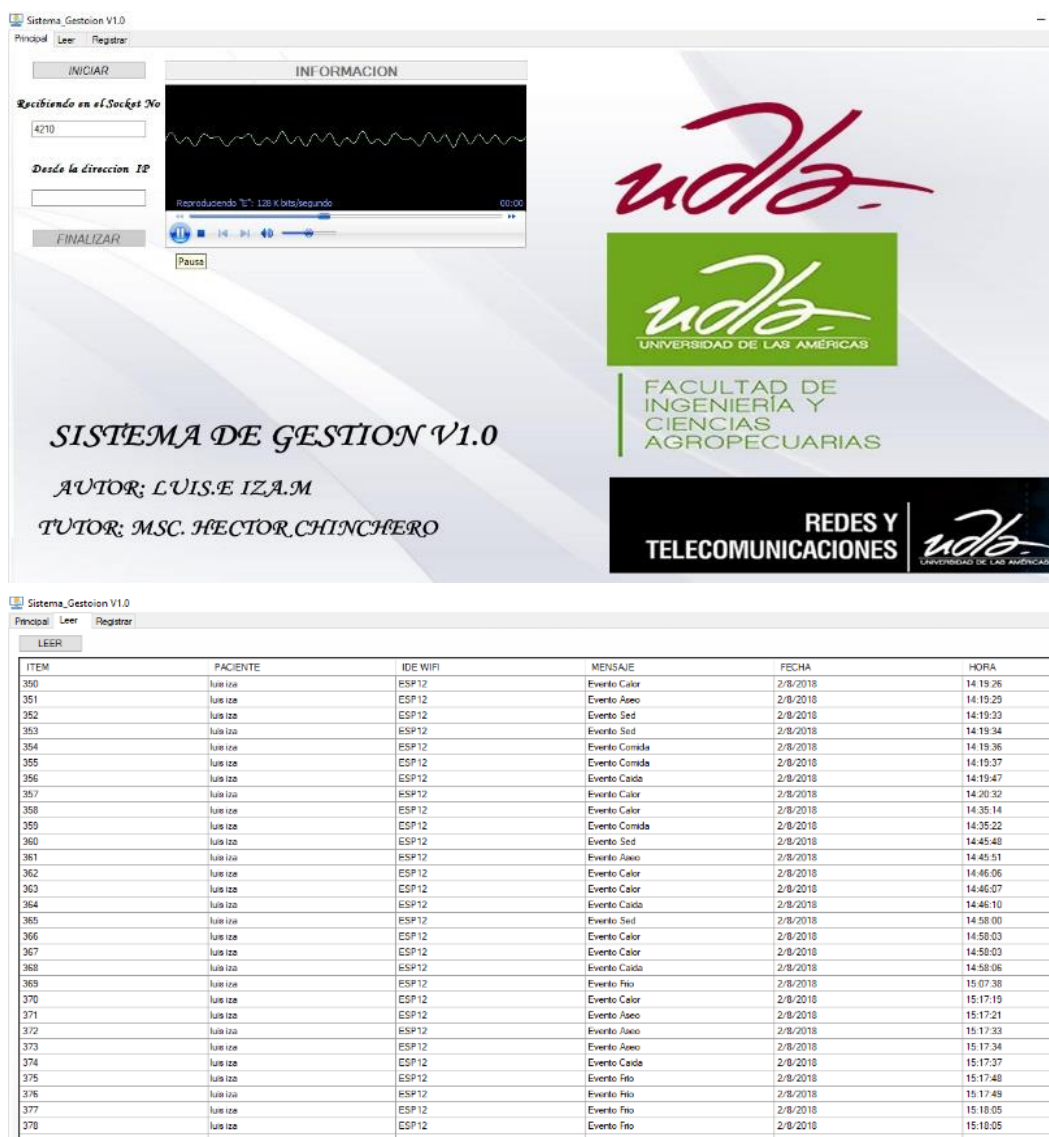 Sistema_Gestoion V1.0
Principal Leer Registrar
INICIAR
INFORMACION
Recibiendo en el Socket No
4210
Desde la direccion IP
Reproduciendo "E": 128 K bits/segundo 00:00
FINALIZAR
Pausa
udla-
udla-
UNIVERSIDAD DE LAS AMÉRICAS
FACULTAD DE
INGENIERÍA Y
CIENCIAS
AGROPECUARIAS
SISTEMA DE GESTION V1.0
AUTOR: LUIS.E IZA.M
TUTOR: MSC. HECTOR CHINCHERO
REDES Y
TELECOMUNICACIONES
udla-
UNIVERSIDAD DE LAS AMÉRICAS
Sistema_Gestoion V1.0
Principal Leer Registrar
LEER
ITEM PACIENTE IDE WIFI MENSAJE FECHA HORA
350 luis iza ESP12 Evento Calor 2/8/2018 14:19:26
351 luis iza ESP12 Evento Aseo 2/8/2018 14:19:29
352 luis iza ESP12 Evento Sed 2/8/2018 14:19:33
353 luis iza ESP12 Evento Sed 2/8/2018 14:19:34
354 luis iza ESP12 Evento Comida 2/8/2018 14:19:36
355 luis iza ESP12 Evento Comida 2/8/2018 14:19:37
356 luis iza ESP12 Evento Caida 2/8/2018 14:19:47
357 luis iza ESP12 Evento Calor 2/8/2018 14:20:32
358 luis iza ESP12 Evento Calor 2/8/2018 14:35:14
359 luis iza ESP12 Evento Comida 2/8/2018 14:35:22
360 luis iza ESP12 Evento Sed 2/8/2018 14:45:48
361 luis iza ESP12 Evento Aseo 2/8/2018 14:45:51
362 luis iza ESP12 Evento Calor 2/8/2018 14:46:06
363 luis iza ESP12 Evento Calor 2/8/2018 14:46:07
364 luis iza ESP12 Evento Caida 2/8/2018 14:46:10
365 luis iza ESP12 Evento Sed 2/8/2018 14:58:00
366 luis iza ESP12 Evento Calor 2/8/2018 14:58:03
367 luis iza ESP12 Evento Calor 2/8/2018 14:58:03
368 luis iza ESP12 Evento Caida 2/8/2018 14:58:06
369 luis iza ESP12 Evento Frio 2/8/2018 15:07:38
370 luis iza ESP12 Evento Calor 2/8/2018 15:17:19
371 luis iza ESP12 Evento Aseo 2/8/2018 15:17:21
372 luis iza ESP12 Evento Aseo 2/8/2018 15:17:33
373 luis iza ESP12 Evento Aseo 2/8/2018 15:17:34
374 luis iza ESP12 Evento Caida 2/8/2018 15:17:37
375 luis iza ESP12 Evento Frio 2/8/2018 15:17:48
376 luis iza ESP12 Evento Frio 2/8/2018 15:17:49
377 luis iza ESP12 Evento Frio 2/8/2018 15:18:05
378 luis iza ESP12 Evento Frio 2/8/2018 15:18:05